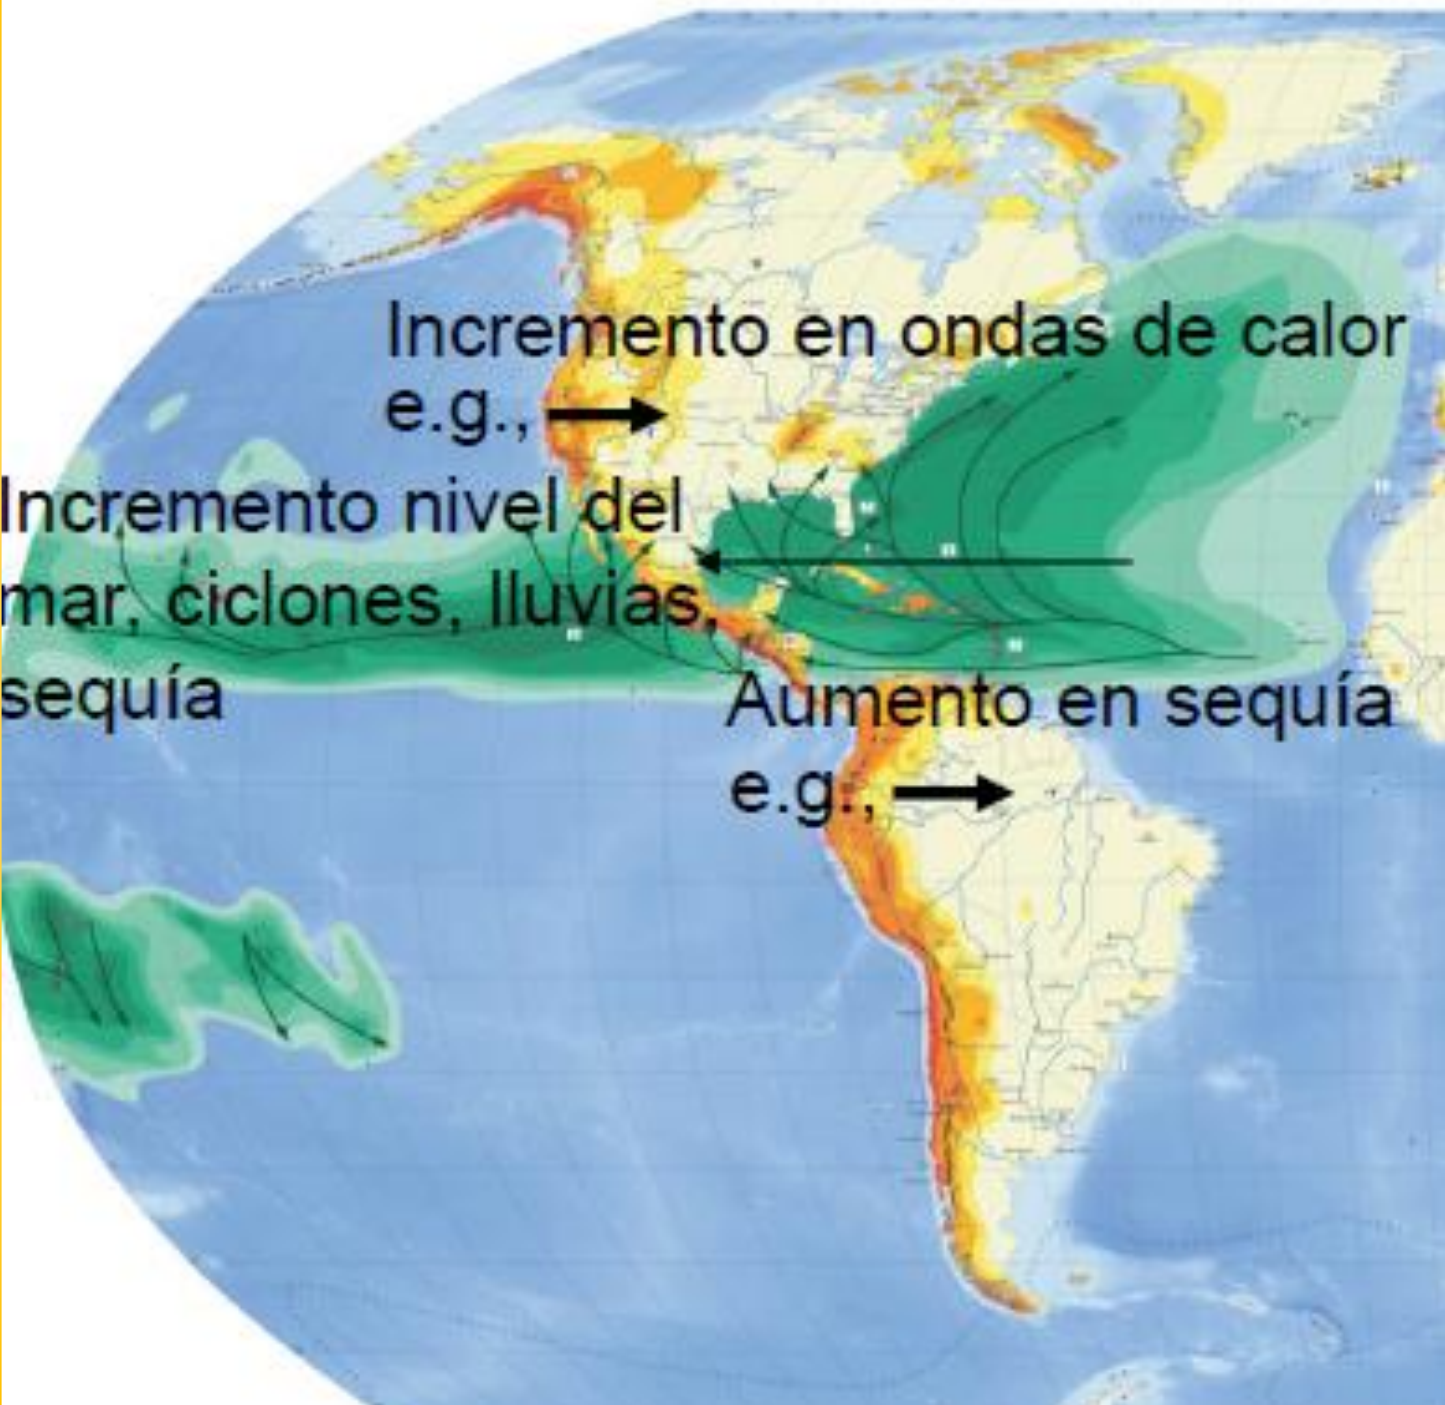 Incremento en ondas de calor
e.g.,
Incremento nivel del
mar, ciclones, lluvias,
sequía
Aumento en sequía
e.g.,